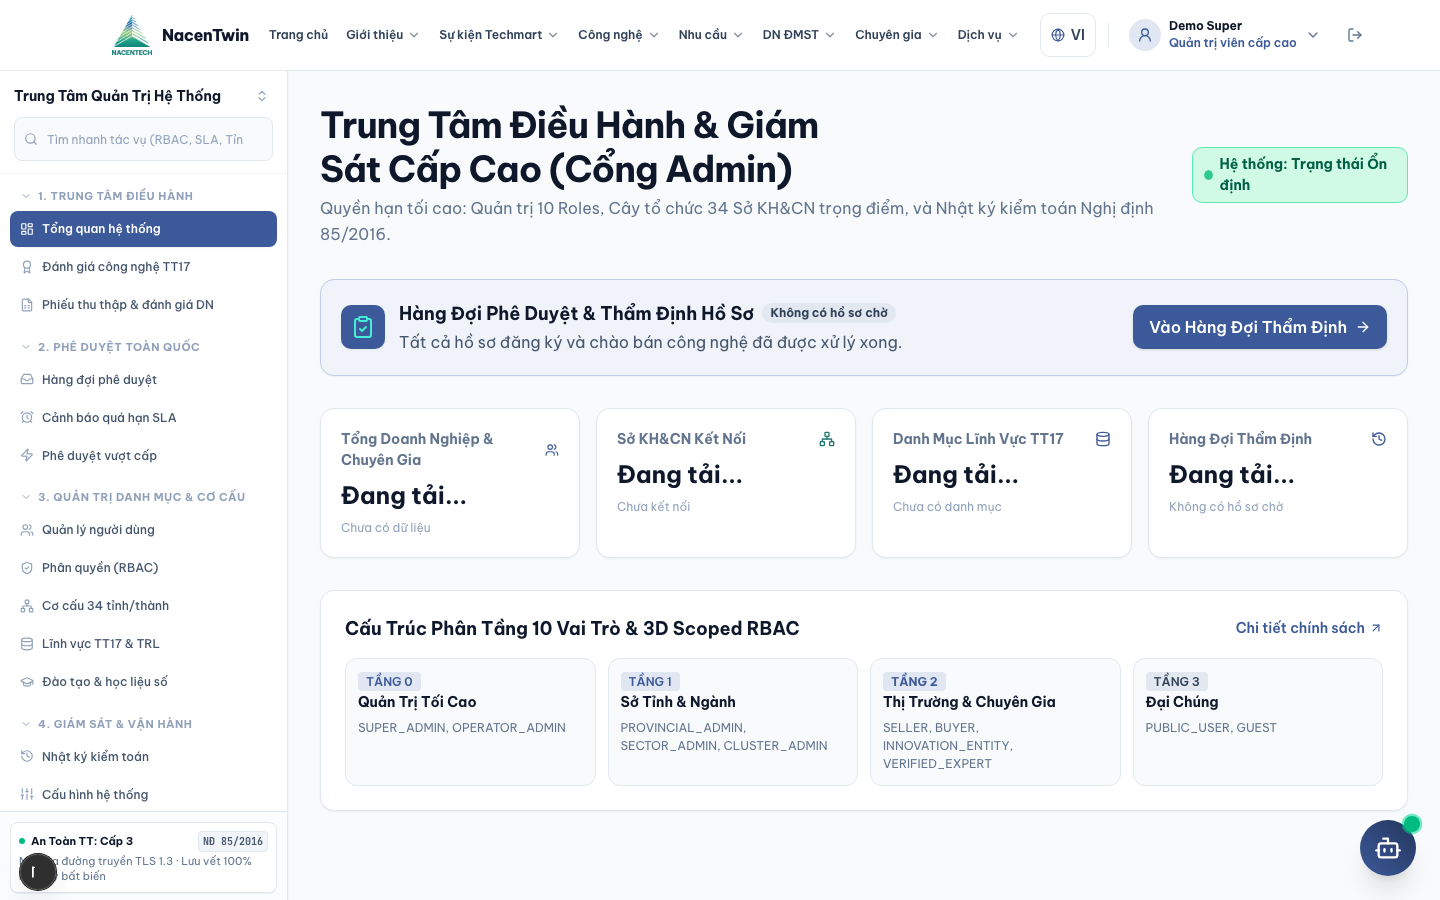 NACENTECH
NacenTwin
Trang chủ
Giới thiệu
Sự kiện Techmart
Công nghệ
Nhu cầu
DN ĐMST
Chuyên gia
Dịch vụ
VI
Demo Super
Quản trị viên cấp cao
Trung Tâm Quản Trị Hệ Thống
Tìm nhanh tác vụ (RBAC, SLA, Tỉn
1. TRUNG TÂM ĐIỀU HÀNH
Tổng quan hệ thống
Đánh giá công nghệ TT17
Phiếu thu thập & đánh giá DN
2. PHÊ DUYỆT TOÀN QUỐC
Hàng đợi phê duyệt
Cảnh báo quá hạn SLA
Phê duyệt vượt cấp
3. QUẢN TRỊ DANH MỤC & CƠ CẤU
Quản lý người dùng
Phân quyền (RBAC)
Cơ cấu 34 tỉnh/thành
Lĩnh vực TT17 & TRL
Đào tạo & học liệu số
4. GIÁM SÁT & VẬN HÀNH
Nhật ký kiểm toán
Cấu hình hệ thống
An Toàn TT: Cấp 3
NĐ 85/2016
đường truyền TLS 1.3 · Lưu vết 100%
bất biến
Trung Tâm Điều Hành & Giám
Sát Cấp Cao (Cổng Admin)
Quyền hạn tối cao: Quản trị 10 Roles, Cây tổ chức 34 Sở KH&CN trọng điểm, và Nhật ký kiểm toán Nghị định
85/2016.
Hệ thống: Trạng thái Ổn
định
Hàng Đợi Phê Duyệt & Thẩm Định Hồ Sơ
Không có hồ sơ chờ
Tất cả hồ sơ đăng ký và chào bán công nghệ đã được xử lý xong.
Vào Hàng Đợi Thẩm Định
Tổng Doanh Nghiệp &
Chuyên Gia
Đang tải...
Chưa có dữ liệu
Sở KH&CN Kết Nối
Đang tải...
Chưa kết nối
Danh Mục Lĩnh Vực TT17
Đang tải...
Chưa có danh mục
Hàng Đợi Thẩm Định
Đang tải...
Không có hồ sơ chờ
Cấu Trúc Phân Tầng 10 Vai Trò & 3D Scoped RBAC
Chi tiết chính sách
TẦNG 0
Quản Trị Tối Cao
SUPER_ADMIN, OPERATOR_ADMIN
TẦNG 1
Sở Tỉnh & Ngành
PROVINCIAL_ADMIN,
SECTOR_ADMIN, CLUSTER_ADMIN
TẦNG 2
Thị Trường & Chuyên Gia
SELLER, BUYER,
INNOVATION_ENTITY,
VERIFIED_EXPERT
TẦNG 3
Đại Chúng
PUBLIC_USER, GUEST